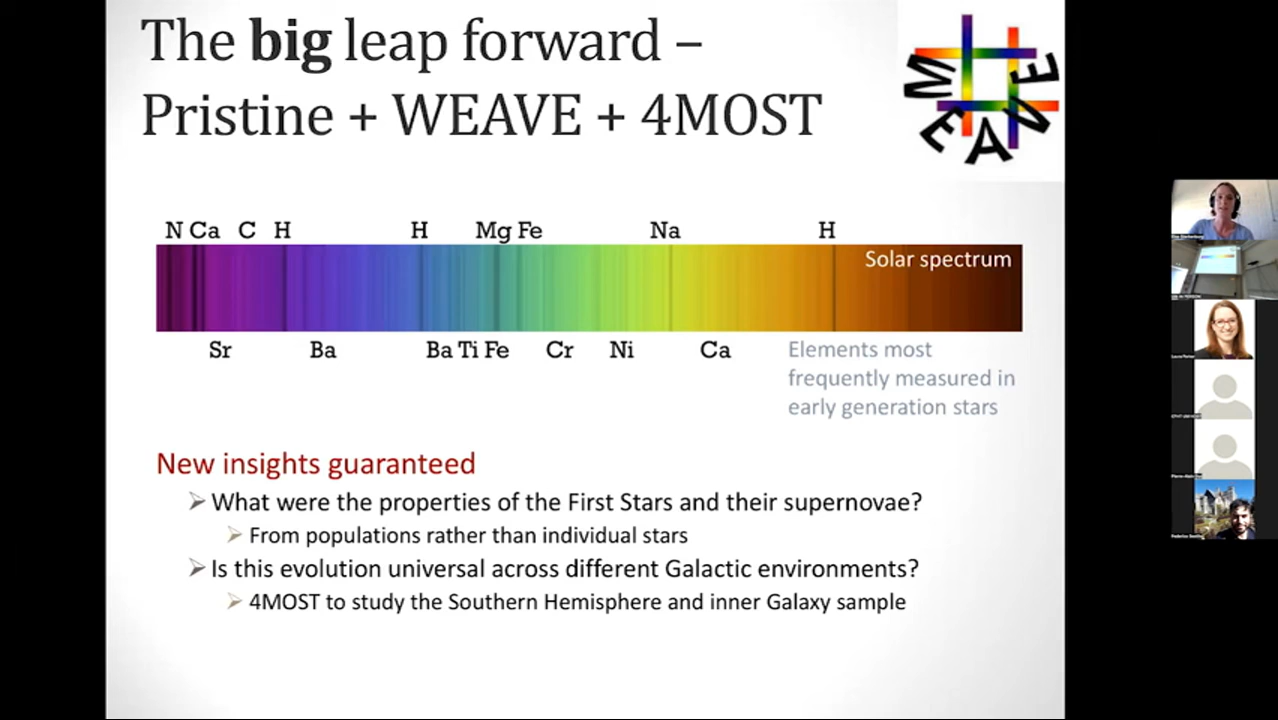 The big leap forward –
Pristine + WEAVE + 4MOST
WEAVE
N Ca C H H Mg Fe Na H
Solar spectrum
Sr Ba Ba Ti Fe Cr Ni Ca
Elements most
frequently measured in
early generation stars
New insights guaranteed
What were the properties of the First Stars and their supernovae?
From populations rather than individual stars
Is this evolution universal across different Galactic environments?
4MOST to study the Southern Hemisphere and inner Galaxy sample